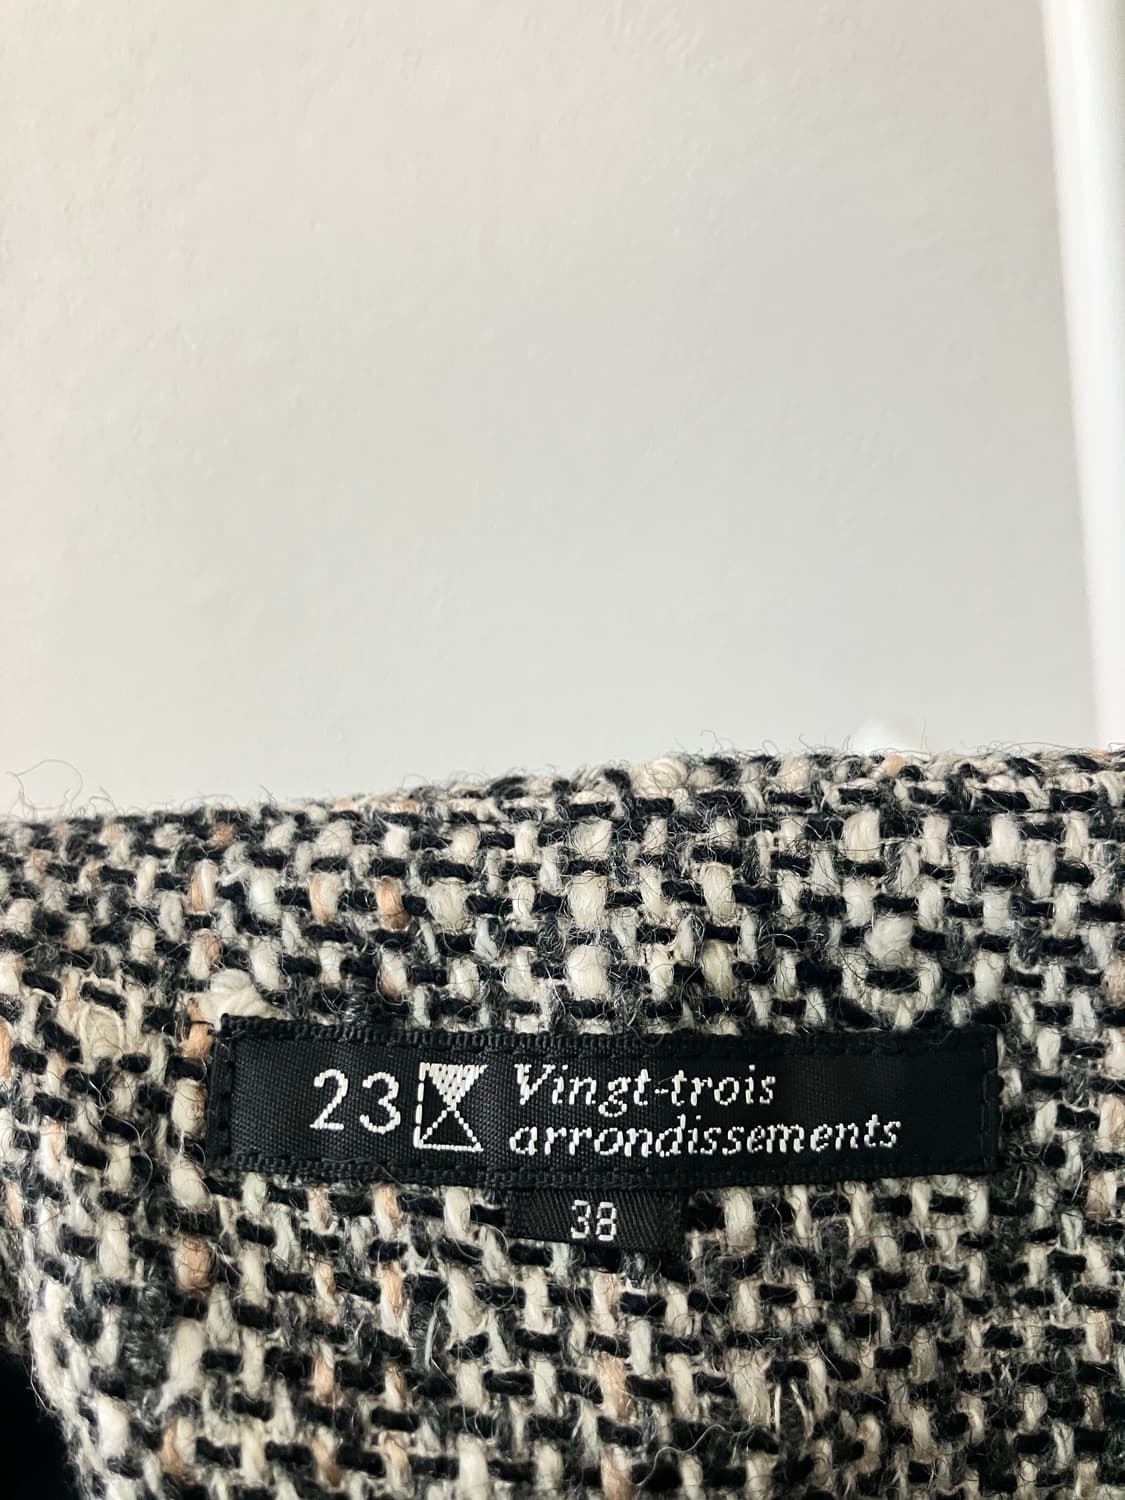 23 Vingt-trois
arrondissements
38